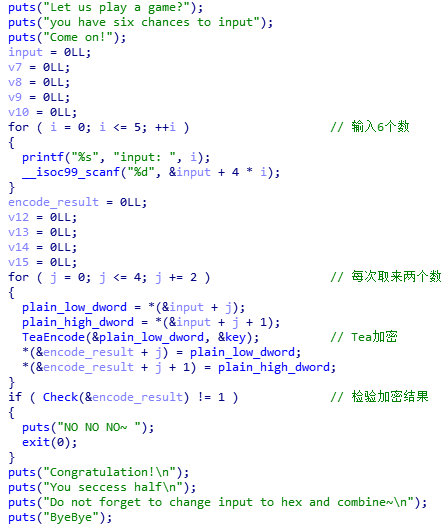 puts("Let us play a game?");
puts("you have six chances to input");
puts("Come on!");
input = 0LL;
v7 = 0LL;
v8 = 0LL;
v9 = 0LL;
v10 = 0LL;
for ( i = 0; i <= 5; ++i ) // 输入6个数
{
printf("%s", "input: ", i);
__isoc99_scanf("%d", &input + 4 * i);
}
encode_result = 0LL;
v12 = 0LL;
v13 = 0LL;
v14 = 0LL;
v15 = 0LL;
for ( j = 0; j <= 4; j += 2 ) // 每次取来两个数
{
plain_low_dword = *(&input + j);
plain_high_dword = *(&input + j + 1);
TeaEncode(&plain_low_dword, &key); // Tea加密
*(&encode_result + j) = plain_low_dword;
*(&encode_result + j + 1) = plain_high_dword;
}
if ( Check(&encode_result) != 1 ) // 检验加密结果
{
puts("NO NO NO~ ");
exit(0);
}
puts("Congratulation!\n");
puts("You seccess half\n");
puts("Do not forget to change input to hex and combine~\n");
puts("ByeBye");